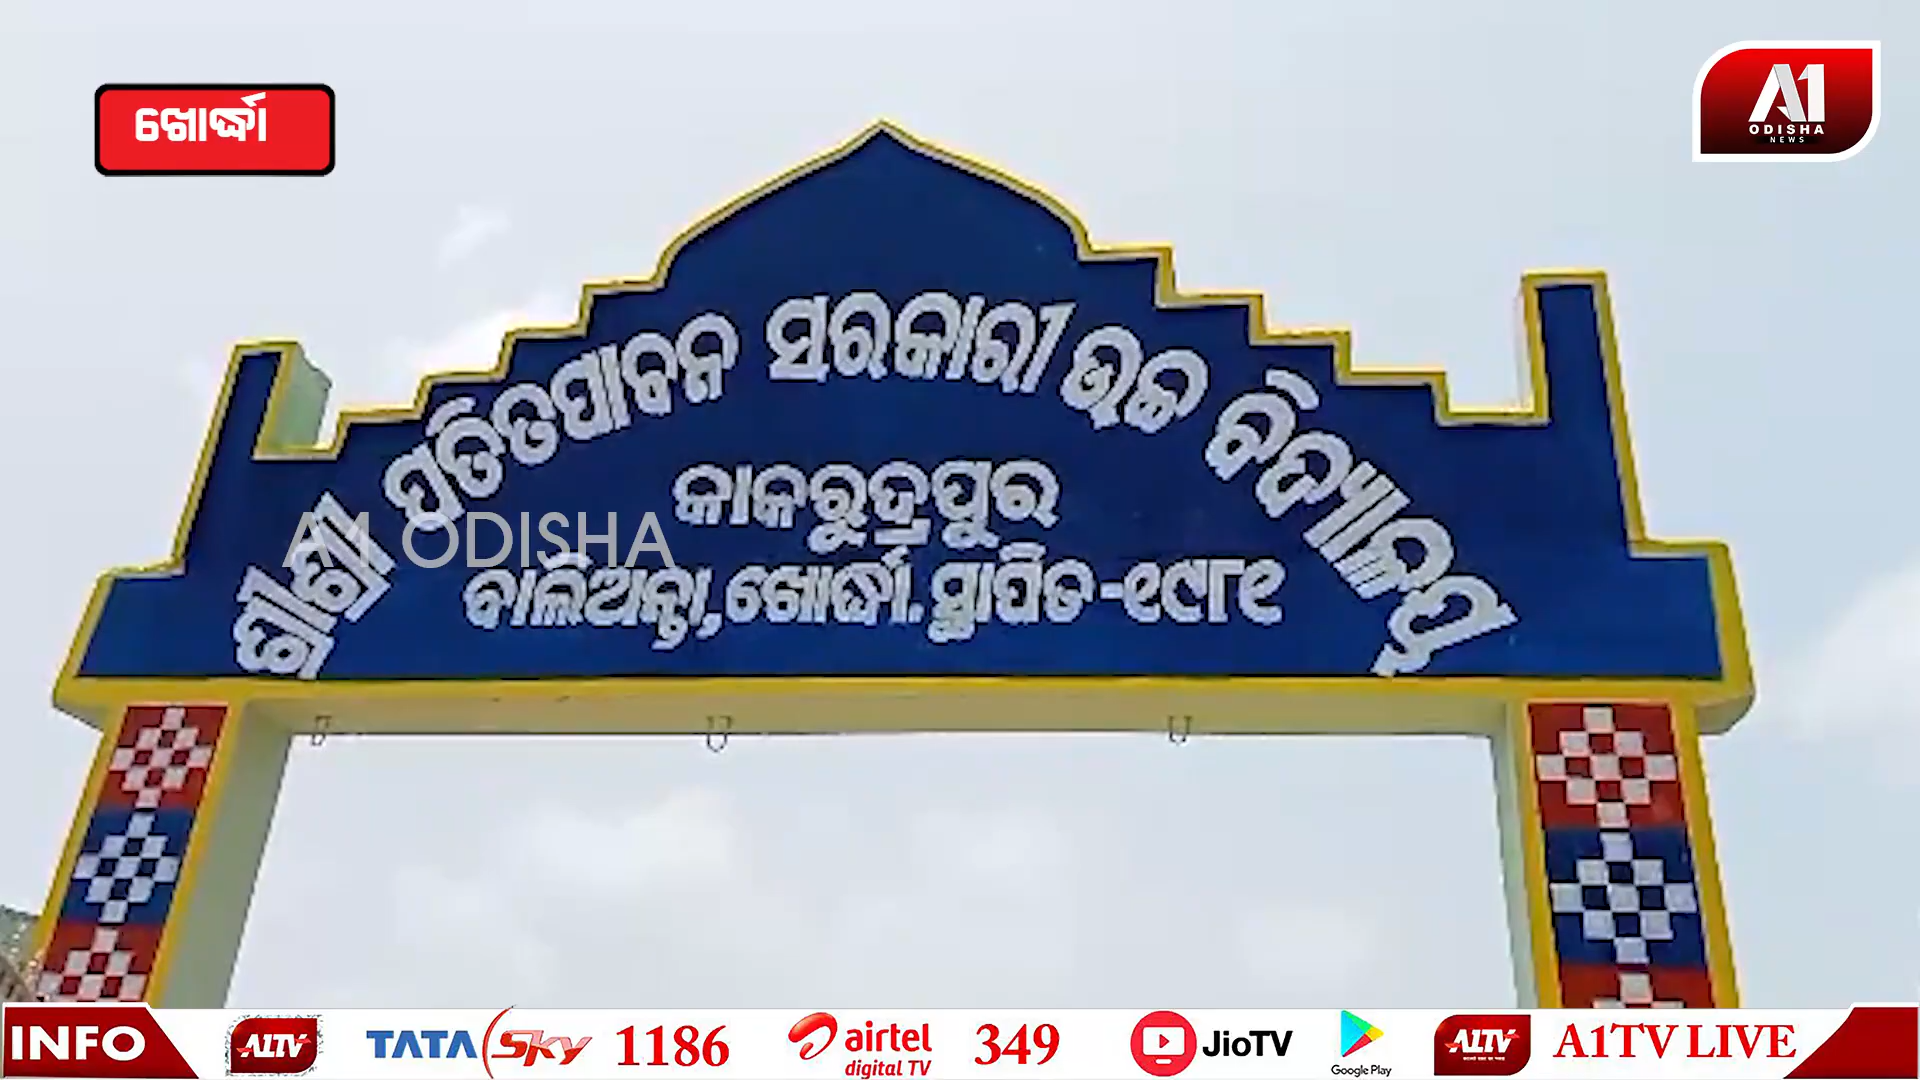 ଖୋର୍ଦ୍ଧା
A1
ODISHA
NEWS
ଶ୍ରୀଶ୍ରୀ ପତିତପାବନ ସରକାରୀ ଉଚ୍ଚ ବିଦ୍ୟାଳୟ
କାକରୁଦ୍ରପୁର
ବାଲିଅନ୍ତା, ଖୋର୍ଦ୍ଧା. ସ୍ଥାପିତ-୧୯୮୧
A1 ODISHA
INFO A1TV TATA Sky 1186 airtel digital TV 349 JioTV Google Play A1TV A1TV LIVE